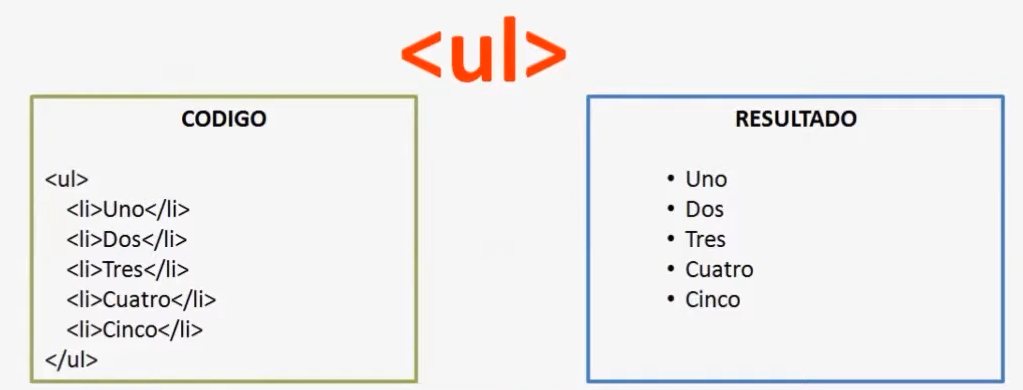 <ul>
CODIGO
<ul>
<li>Uno</li>
<li>Dos</li>
<li>Tres</li>
<li>Cuatro</li>
<li>Cinco</li>
</ul>
RESULTADO
• Uno
• Dos
• Tres
• Cuatro
• Cinco